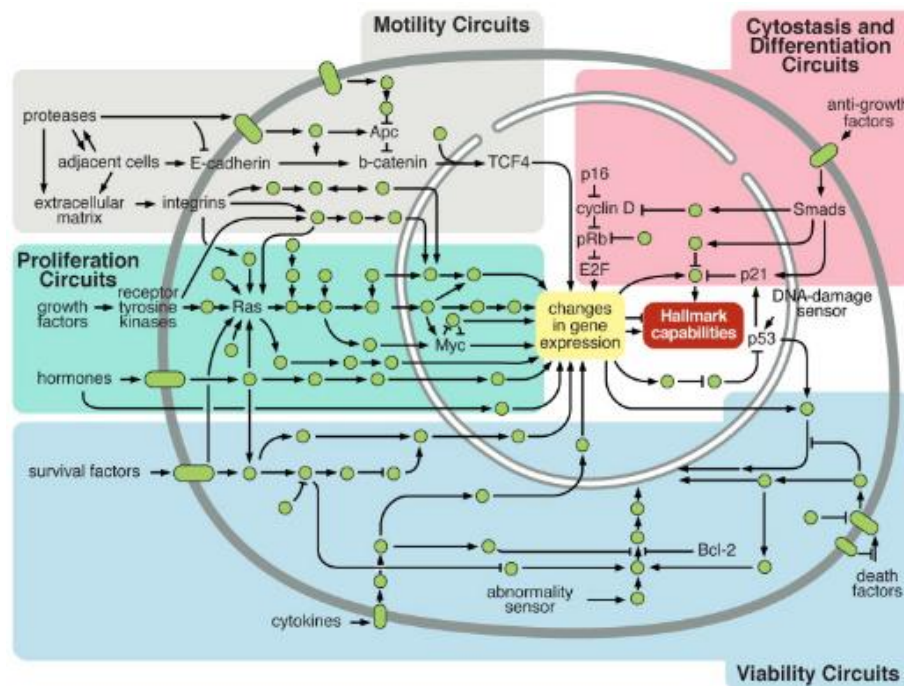 Motility Circuits
Cytostasis and
Differentiation
Circuits
proteases
anti-growth
factors
Apc
adjacent cells
E-cadherin
b-catenin
TCF4
p16
extracellular
matrix
integrins
cyclin D
Smads
pRb
Proliferation
Circuits
E2F
p21
growth
factors
receptor
tyrosine
kinases
Ras
changes
in gene
expression
Hallmark
capabilities
DNA-damage
sensor
Myc
p53
hormones
survival factors
Bcl-2
abnormality
sensor
death
factors
cytokines
Viability Circuits